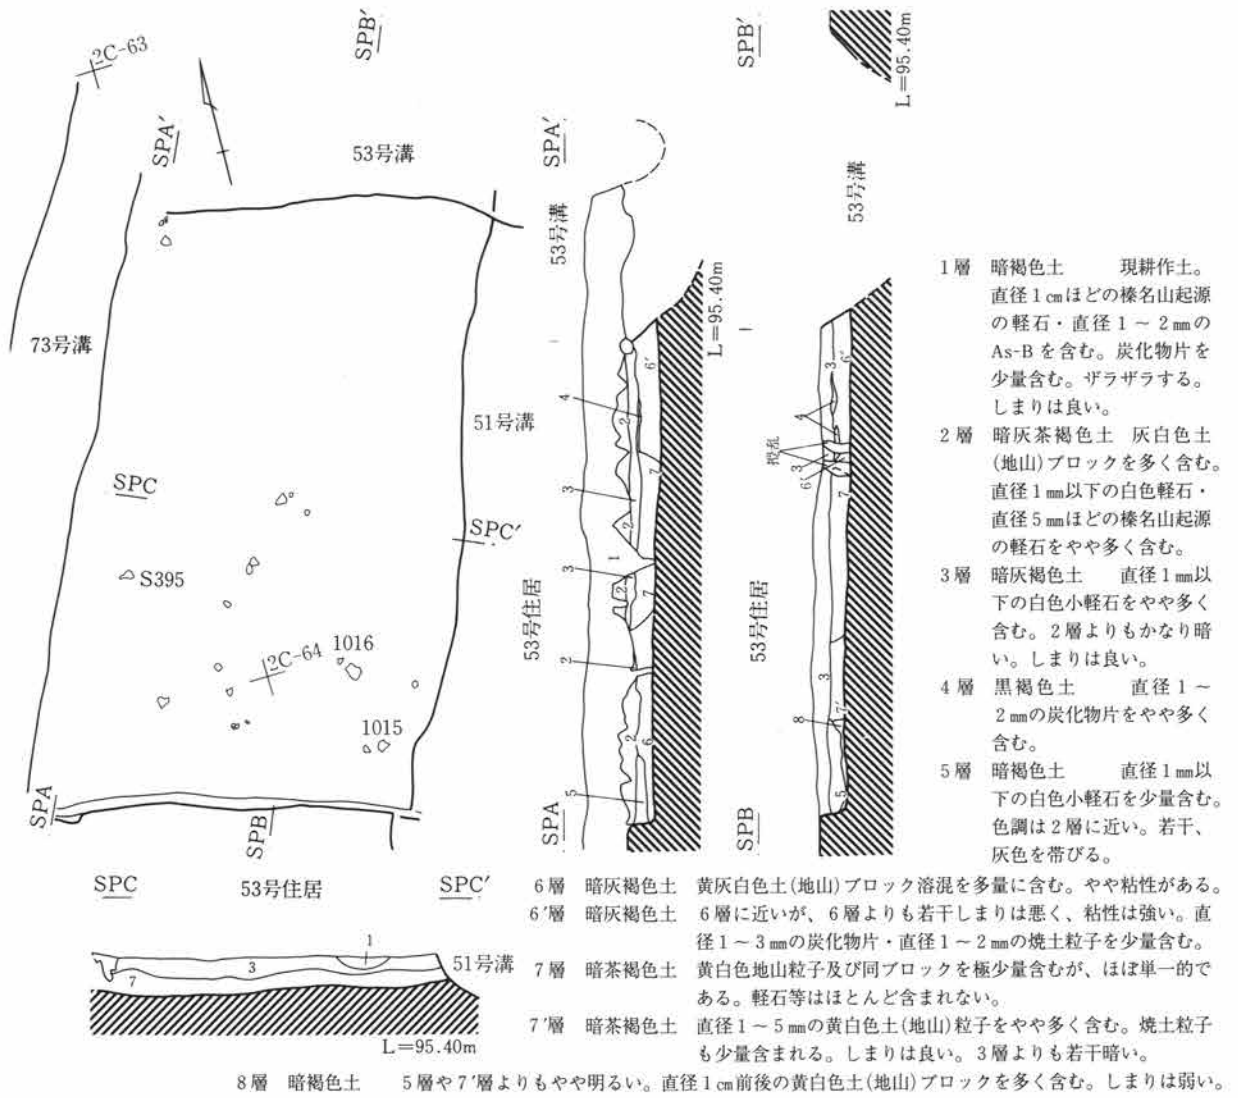 2C-63
SPA′
SPB′
53号溝
73号溝
51号溝
SPC
SPC′
S395
2C-64
1016
1015
SPA
SPB
SPA′
53号溝
L=95.40m
6′
4
2
7
3
2
1
3
2
7
53号住居
2
2
6
5
SPA
SPB′
L=95.40m
53号溝
3
6′
4
撹乱
3
6′
7
53号住居
3
8
7′
5
SPB
SPC
53号住居
SPC′
1
3
7
51号溝
L=95.40m
1層 暗褐色土 現耕作土。
直径1㎝ほどの榛名山起源
の軽石・直径1~2㎜の
As-Bを含む。炭化物片を
少量含む。ザラザラする。
しまりは良い。
2層 暗灰茶褐色土 灰白色土
(地山)ブロックを多く含む。
直径1㎜以下の白色軽石・
直径5㎜ほどの榛名山起源
の軽石をやや多く含む。
3層 暗灰褐色土 直径1㎜以
下の白色小軽石をやや多く
含む。2層よりもかなり暗
い。しまりは良い。
4層 黒褐色土 直径1~
2㎜の炭化物片をやや多く
含む。
5層 暗褐色土 直径1㎜以
下の白色小軽石を少量含む。
色調は2層に近い。若干、
灰色を帯びる。
6層 暗灰褐色土 黄灰白色土(地山)ブロック溶混を多量に含む。やや粘性がある。
6′層 暗灰褐色土 6層に近いが、6層よりも若干しまりは悪く、粘性は強い。直
径1~3㎜の炭化物片・直径1~2㎜の焼土粒子を少量含む。
7層 暗茶褐色土 黄白色地山粒子及び同ブロックを極少量含むが、ほぼ単一的で
ある。軽石等はほとんど含まれない。
7′層 暗茶褐色土 直径1~5㎜の黄白色土(地山)粒子をやや多く含む。焼土粒子
も少量含まれる。しまりは良い。3層よりも若干暗い。
8層 暗褐色土 5層や7′層よりもやや明るい。直径1㎝前後の黄白色土(地山)ブロックを多く含む。しまりは弱い。